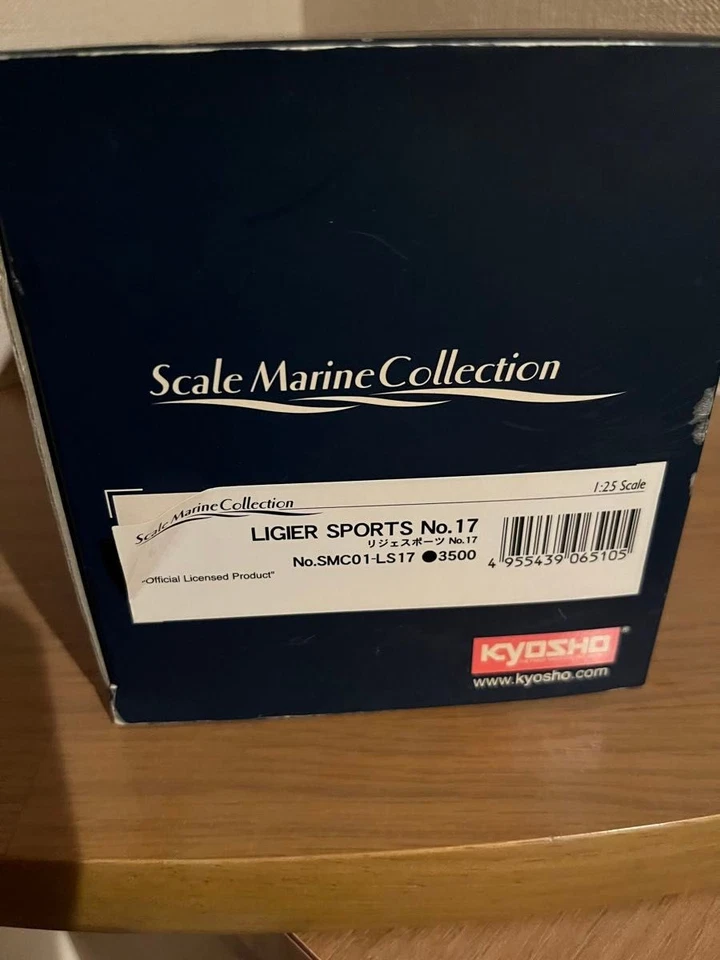 Scale Marine Collection
Scale Marine Collection
1:25 Scale
LIGIER SPORTS No.17
リジェスポーツ No.17
No.SMC01-LS17 ●3500
"Official Licensed Product"
4 955439 065105
KYOSHO
www.kyosho.com